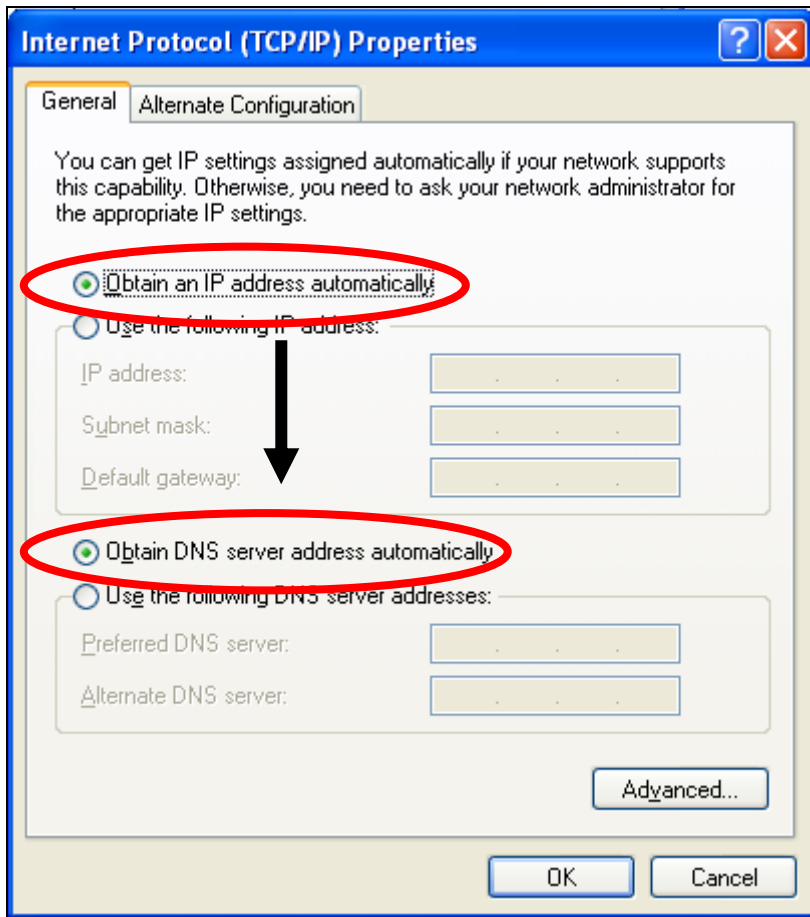 Internet Protocol (TCP/IP) Properties
General
Alternate Configuration
You can get IP settings assigned automatically if your network supports
this capability. Otherwise, you need to ask your network administrator for
the appropriate IP settings.
Obtain an IP address automatically
Use the following IP address:
IP address:
Subnet mask:
Default gateway:
Obtain DNS server address automatically
Use the following DNS server addresses:
Preferred DNS server:
Alternate DNS server:
Advanced...
OK
Cancel